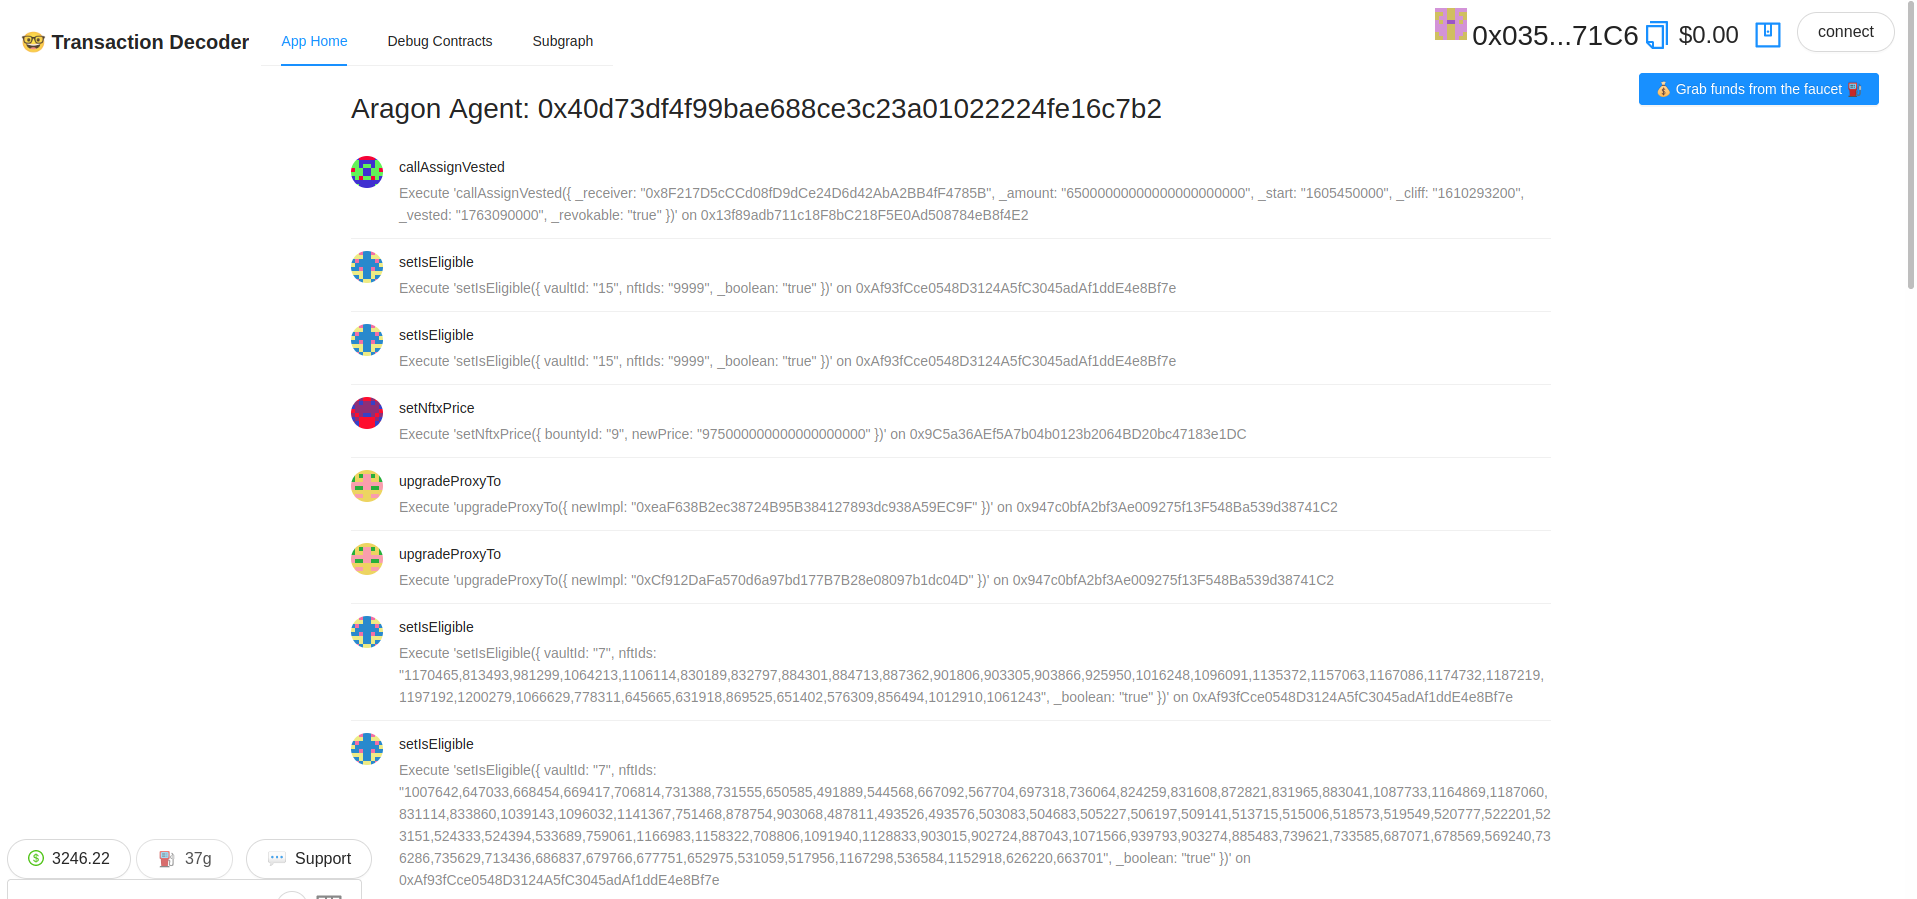 🤓 Transaction Decoder
App Home
Debug Contracts
Subgraph
0x035...71C6
$0.00
connect
💰 Grab funds from the faucet ⛽
Aragon Agent: 0x40d73df4f99bae688ce3c23a01022224fe16c7b2
callAssignVested
Execute 'callAssignVested({ _receiver: "0x8F217D5cCCd08fD9dCe24D6d42AbA2BB4fF4785B", _amount: "65000000000000000000000", _start: "1605450000", _cliff: "1610293200",
_vested: "1763090000", _revokable: "true" })' on 0x13f89adb711c18F8bC218F5E0Ad508784eB8f4E2
setIsEligible
Execute 'setIsEligible({ vaultId: "15", nftIds: "9999", _boolean: "true" })' on 0xAf93fCce0548D3124A5fC3045adAf1ddE4e8Bf7e
setIsEligible
Execute 'setIsEligible({ vaultId: "15", nftIds: "9999", _boolean: "true" })' on 0xAf93fCce0548D3124A5fC3045adAf1ddE4e8Bf7e
setNftxPrice
Execute 'setNftxPrice({ bountyId: "9", newPrice: "975000000000000000000" })' on 0x9C5a36AEf5A7b04b0123b2064BD20bc47183e1DC
upgradeProxyTo
Execute 'upgradeProxyTo({ newImpl: "0xeaF638B2ec38724B95B384127893dc938A59EC9F" })' on 0x947c0bfA2bf3Ae009275f13F548Ba539d38741C2
upgradeProxyTo
Execute 'upgradeProxyTo({ newImpl: "0xCf912DaFa570d6a97bd177B7B28e08097b1dc04D" })' on 0x947c0bfA2bf3Ae009275f13F548Ba539d38741C2
setIsEligible
Execute 'setIsEligible({ vaultId: "7", nftIds:
"1170465,813493,981299,1064213,1106114,830189,832797,884301,884713,887362,901806,903305,903866,925950,1016248,1096091,1135372,1157063,1167086,1174732,1187219,
1197192,1200279,1066629,778311,645665,631918,869525,651402,576309,856494,1012910,1061243", _boolean: "true" })' on 0xAf93fCce0548D3124A5fC3045adAf1ddE4e8Bf7e
setIsEligible
Execute 'setIsEligible({ vaultId: "7", nftIds:
"1007642,647033,668454,669417,706814,731388,731555,650585,491889,544568,667092,567704,697318,736064,824259,831608,872821,831965,883041,1087733,1164869,1187060,
831114,833860,1039143,1096032,1141367,751468,878754,903068,487811,493526,493576,503083,504683,505227,506197,509141,513715,515006,518573,519549,520777,522201,52
3151,524333,524394,533689,759061,1166983,1158322,708806,1091940,1128833,903015,902724,887043,1071566,939793,903274,885483,739621,733585,687071,678569,569240,73
6286,735629,713436,686837,679766,677751,652975,531059,517956,1167298,536584,1152918,626220,663701", _boolean: "true" })' on
0xAf93fCce0548D3124A5fC3045adAf1ddE4e8Bf7e
3246.22
37g
Support